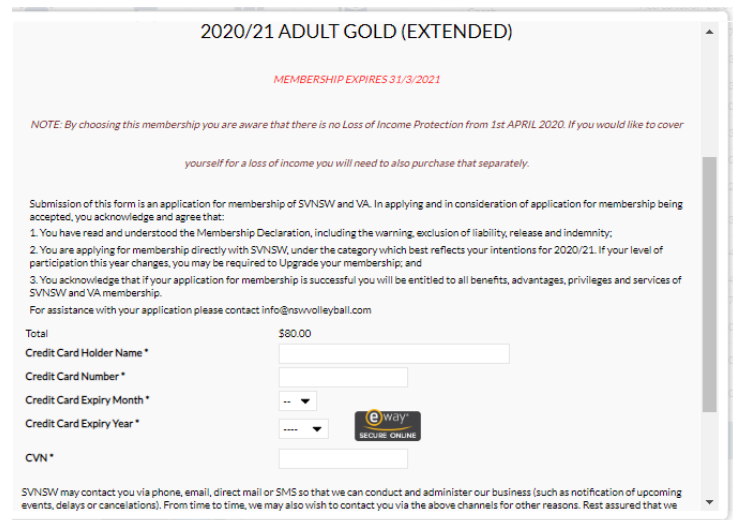 2020/21 ADULT GOLD (EXTENDED)
MEMBERSHIP EXPIRES 31/3/2021
NOTE: By choosing this membership you are aware that there is no Loss of Income Protection from 1st APRIL 2020. If you would like to cover
yourself for a loss of income you will need to also purchase that separately.
Submission of this form is an application for membership of SVNSW and VA. In applying and in consideration of application for membership being
accepted, you acknowledge and agree that:
1. You have read and understood the Membership Declaration, including the warning, exclusion of liability, release and indemnity;
2. You are applying for membership directly with SVNSW, under the category which best reflects your intentions for 2020/21. If your level of
participation this year changes, you may be required to Upgrade your membership; and
3. You acknowledge that if your application for membership is successful you will be entitled to all benefits, advantages, privileges and services of
SVNSW and VA membership.
For assistance with your application please contact info@nswvolleyball.com
Total $80.00
Credit Card Holder Name *
Credit Card Number *
Credit Card Expiry Month * --
Credit Card Expiry Year * ----
eway
SECURE ONLINE
CVN *
SVNSW may contact you via phone, email, direct mail or SMS so that we can conduct and administer our business (such as notification of upcoming
events, delays or cancelations). From time to time, we may also wish to contact you via the above channels for other reasons. Rest assured that we